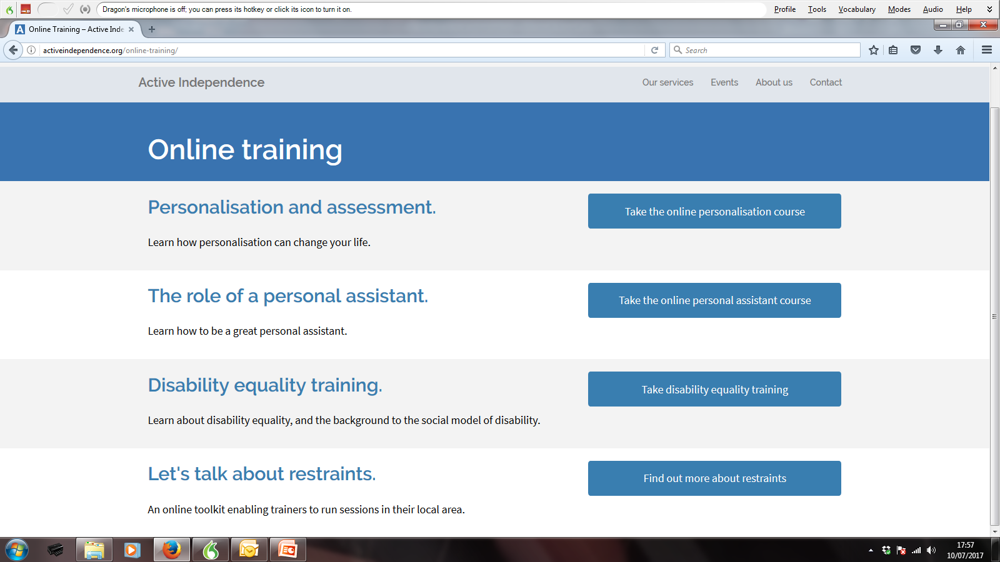 Dragon's microphone is off; you can press its hotkey or click its icon to turn it on.
Profile Tools Vocabulary Modes Audio Help
Online Training – Active Inde
activeindependence.org/online-training/
Search
Active Independence
Our services Events About us Contact
Online training
Personalisation and assessment.
Take the online personalisation course
Learn how personalisation can change your life.
The role of a personal assistant.
Take the online personal assistant course
Learn how to be a great personal assistant.
Disability equality training.
Take disability equality training
Learn about disability equality, and the background to the social model of disability.
Let's talk about restraints.
Find out more about restraints
An online toolkit enabling trainers to run sessions in their local area.
17:57
10/07/2017